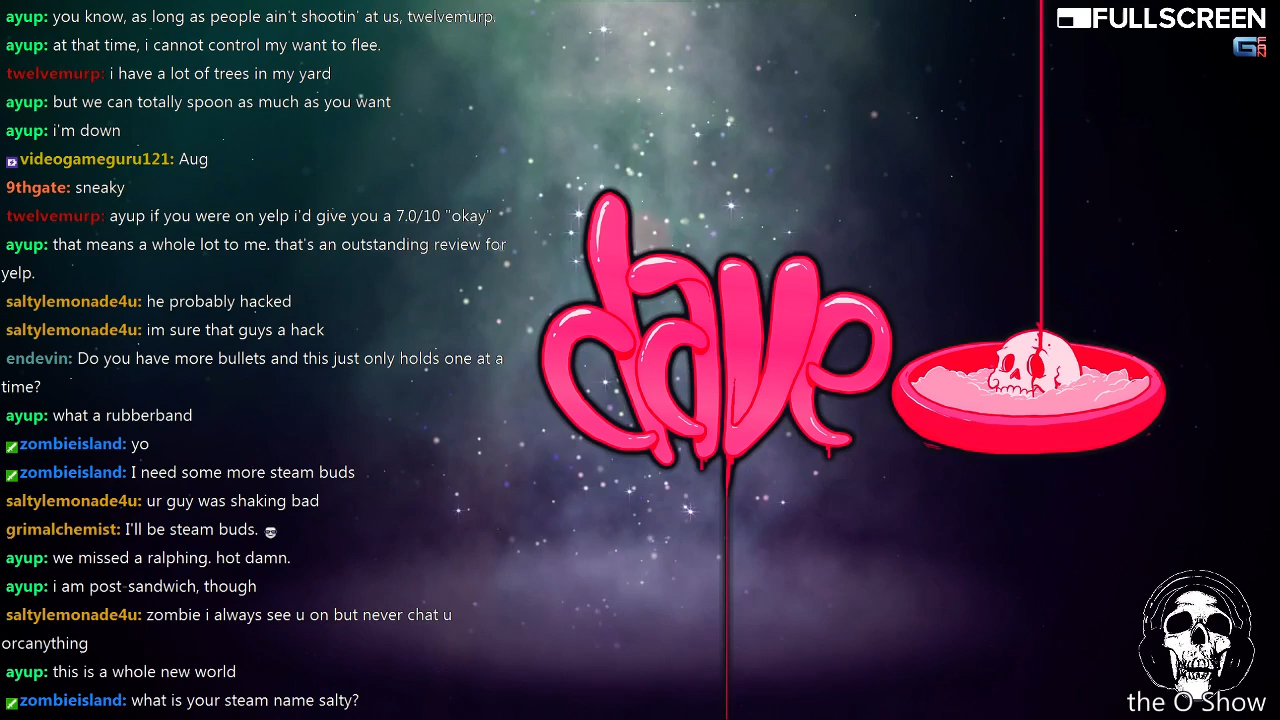 ayup: you know, as long as people ain't shootin' at us, twelvemurp.
ayup: at that time, i cannot control my want to flee.
twelvemurp: i have a lot of trees in my yard
ayup: but we can totally spoon as much as you want
ayup: i'm down
videogameguru121: Aug
9thgate: sneaky
twelvemurp: ayup if you were on yelp i'd give you a 7.0/10 "okay"
ayup: that means a whole lot to me. that's an outstanding review for
yelp.
saltylemonade4u: he probably hacked
saltylemonade4u: im sure that guys a hack
endevin: Do you have more bullets and this just only holds one at a
time?
ayup: what a rubberband
zombieisland: yo
zombieisland: I need some more steam buds
saltylemonade4u: ur guy was shaking bad
grimalchemist: I'll be steam buds.
ayup: we missed a ralphing. hot damn.
ayup: i am post-sandwich, though
saltylemonade4u: zombie i always see u on but never chat u
orcanything
ayup: this is a whole new world
zombieisland: what is your steam name salty?
dave
FULLSCREEN
the O Show